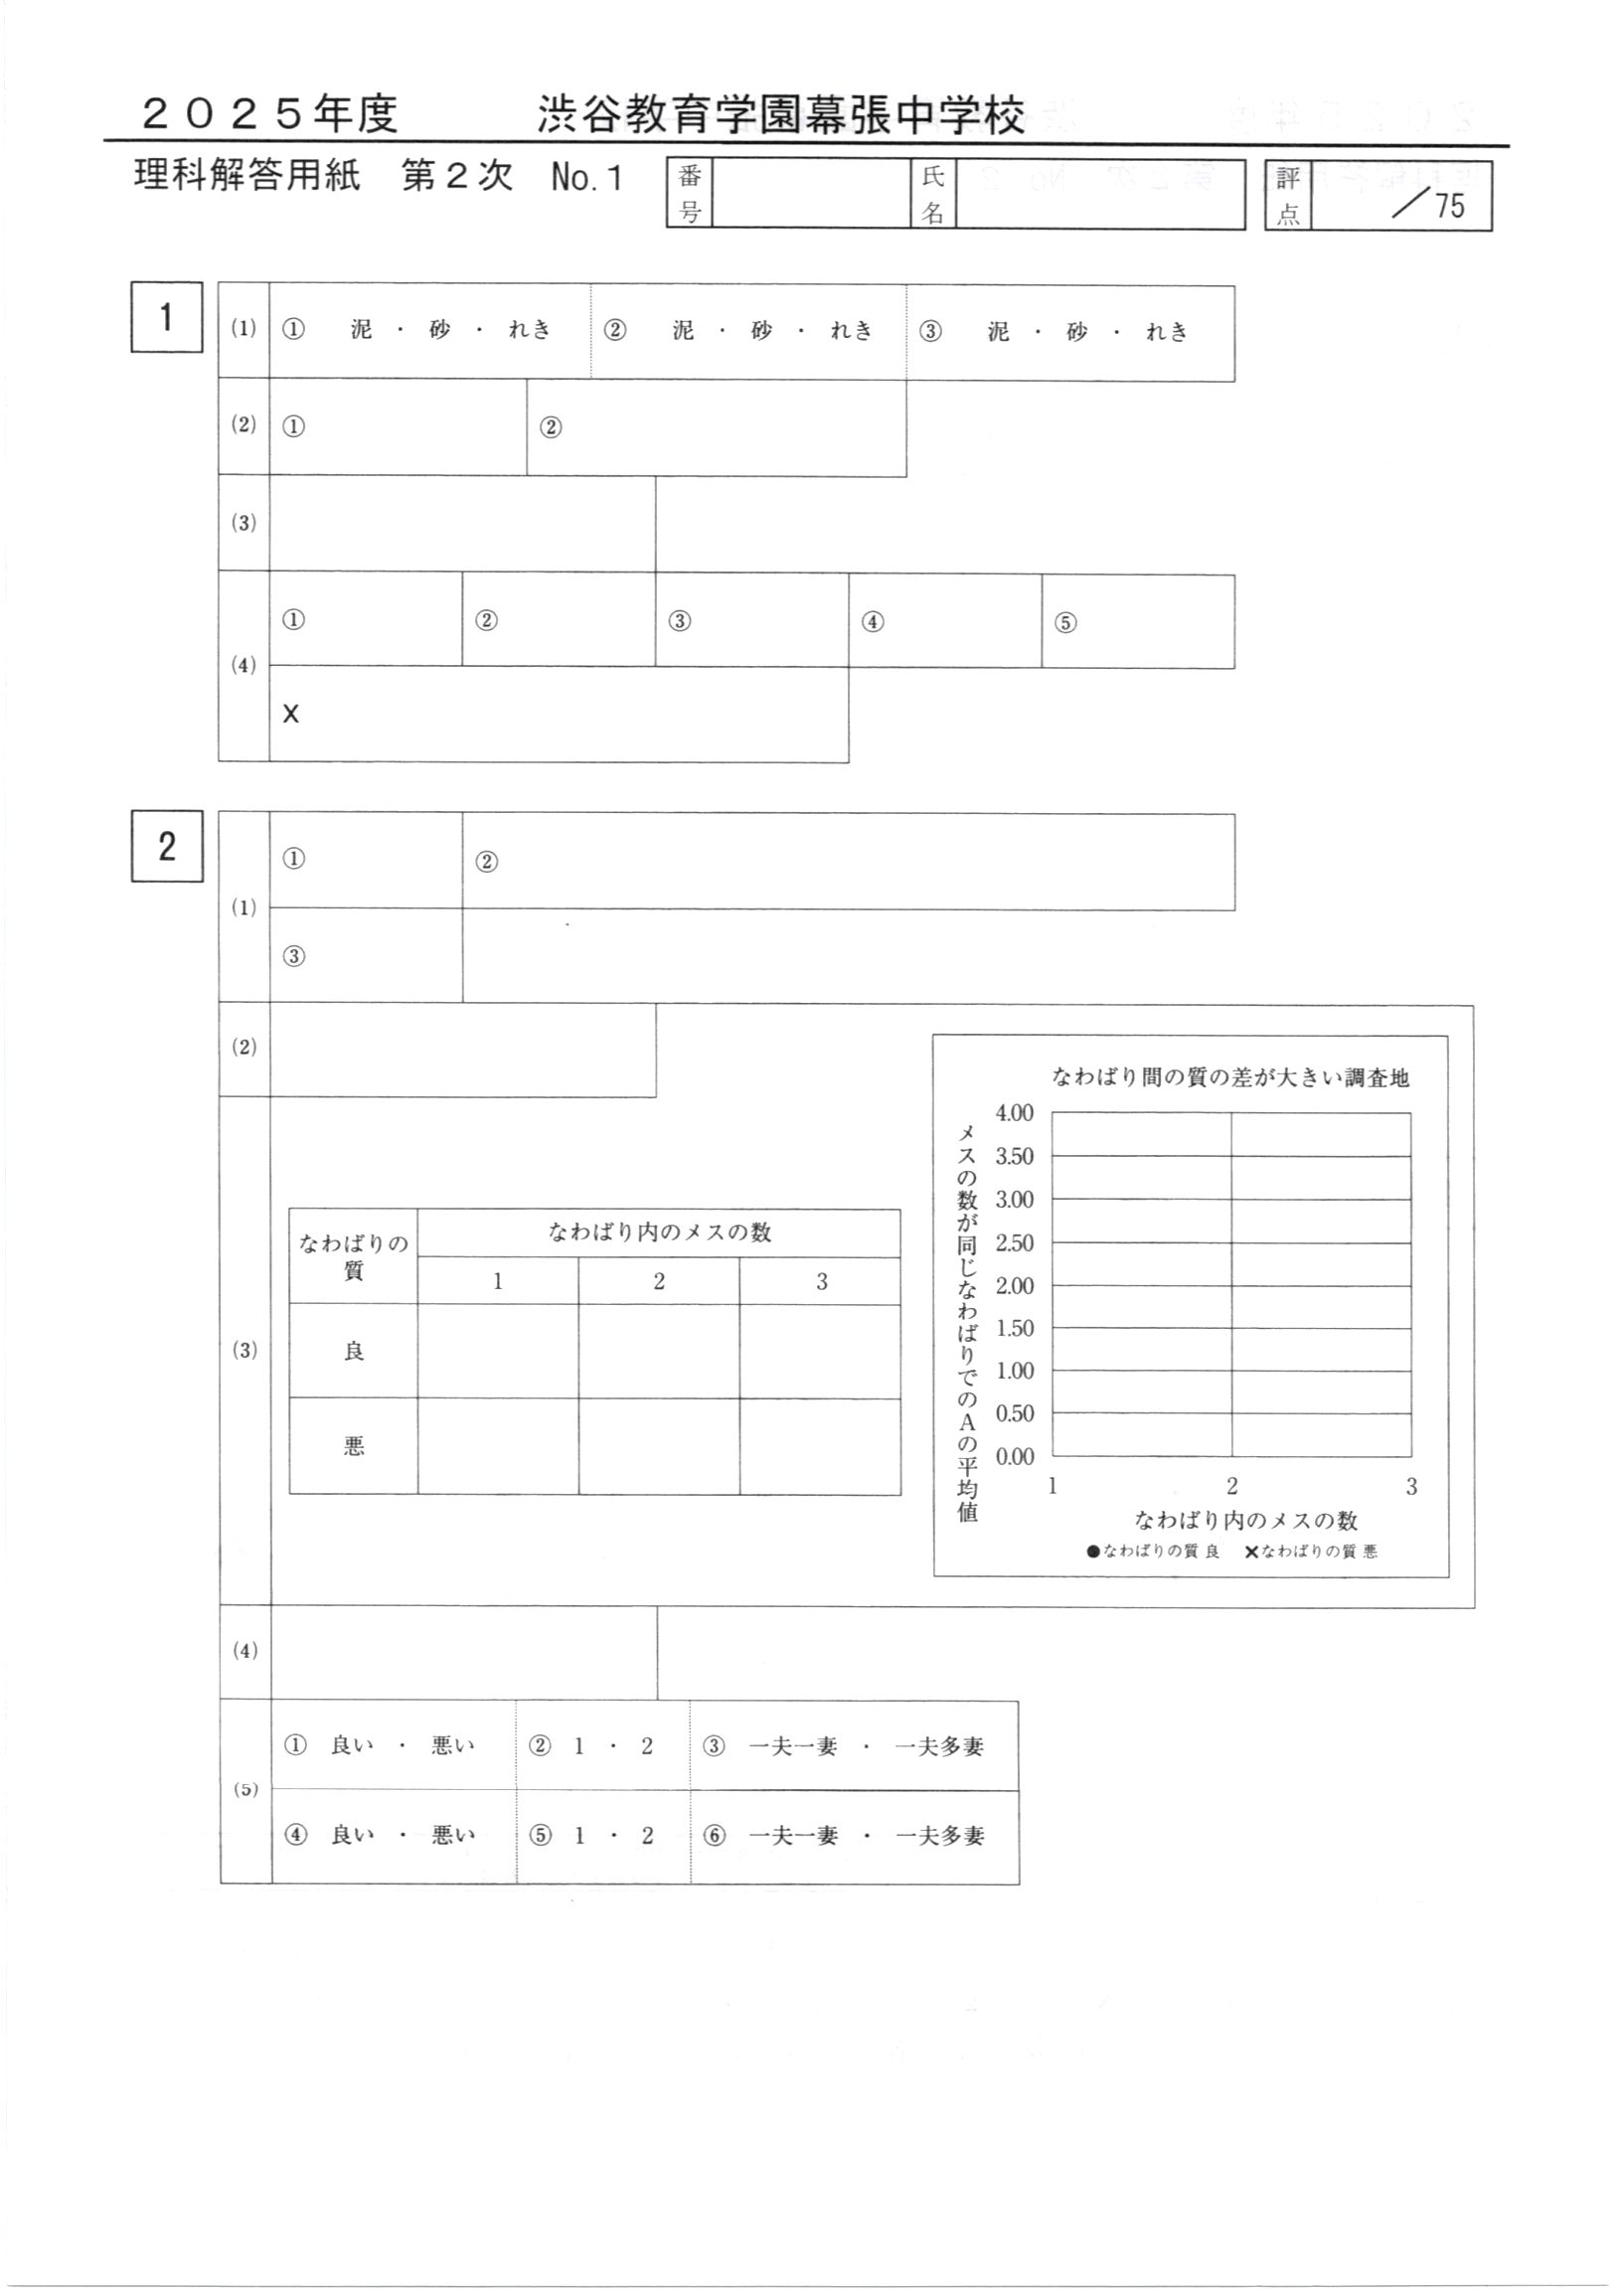 2025年度 渋谷教育学園幕張中学校
理科解答用紙 第2次 No.1 番号 氏名 評点 ／75
1
(1) ① 泥 ・ 砂 ・ れき ② 泥 ・ 砂 ・ れき ③ 泥 ・ 砂 ・ れき
(2) ① ②
(3)
(4) ① ② ③ ④ ⑤
X
2
(1) ① ②
③
(2)
(3)
なわばりの質 なわばり内のメスの数
1 2 3
良
悪
なわばり間の質の差が大きい調査地
メスの数が同じなわばりでのAの平均値
4.00
3.50
3.00
2.50
2.00
1.50
1.00
0.50
0.00
1 2 3
なわばり内のメスの数
●なわばりの質 良 ×なわばりの質 悪
(4)
(5) ① 良い ・ 悪い ② 1 ・ 2 ③ 一夫一妻 ・ 一夫多妻
④ 良い ・ 悪い ⑤ 1 ・ 2 ⑥ 一夫一妻 ・ 一夫多妻